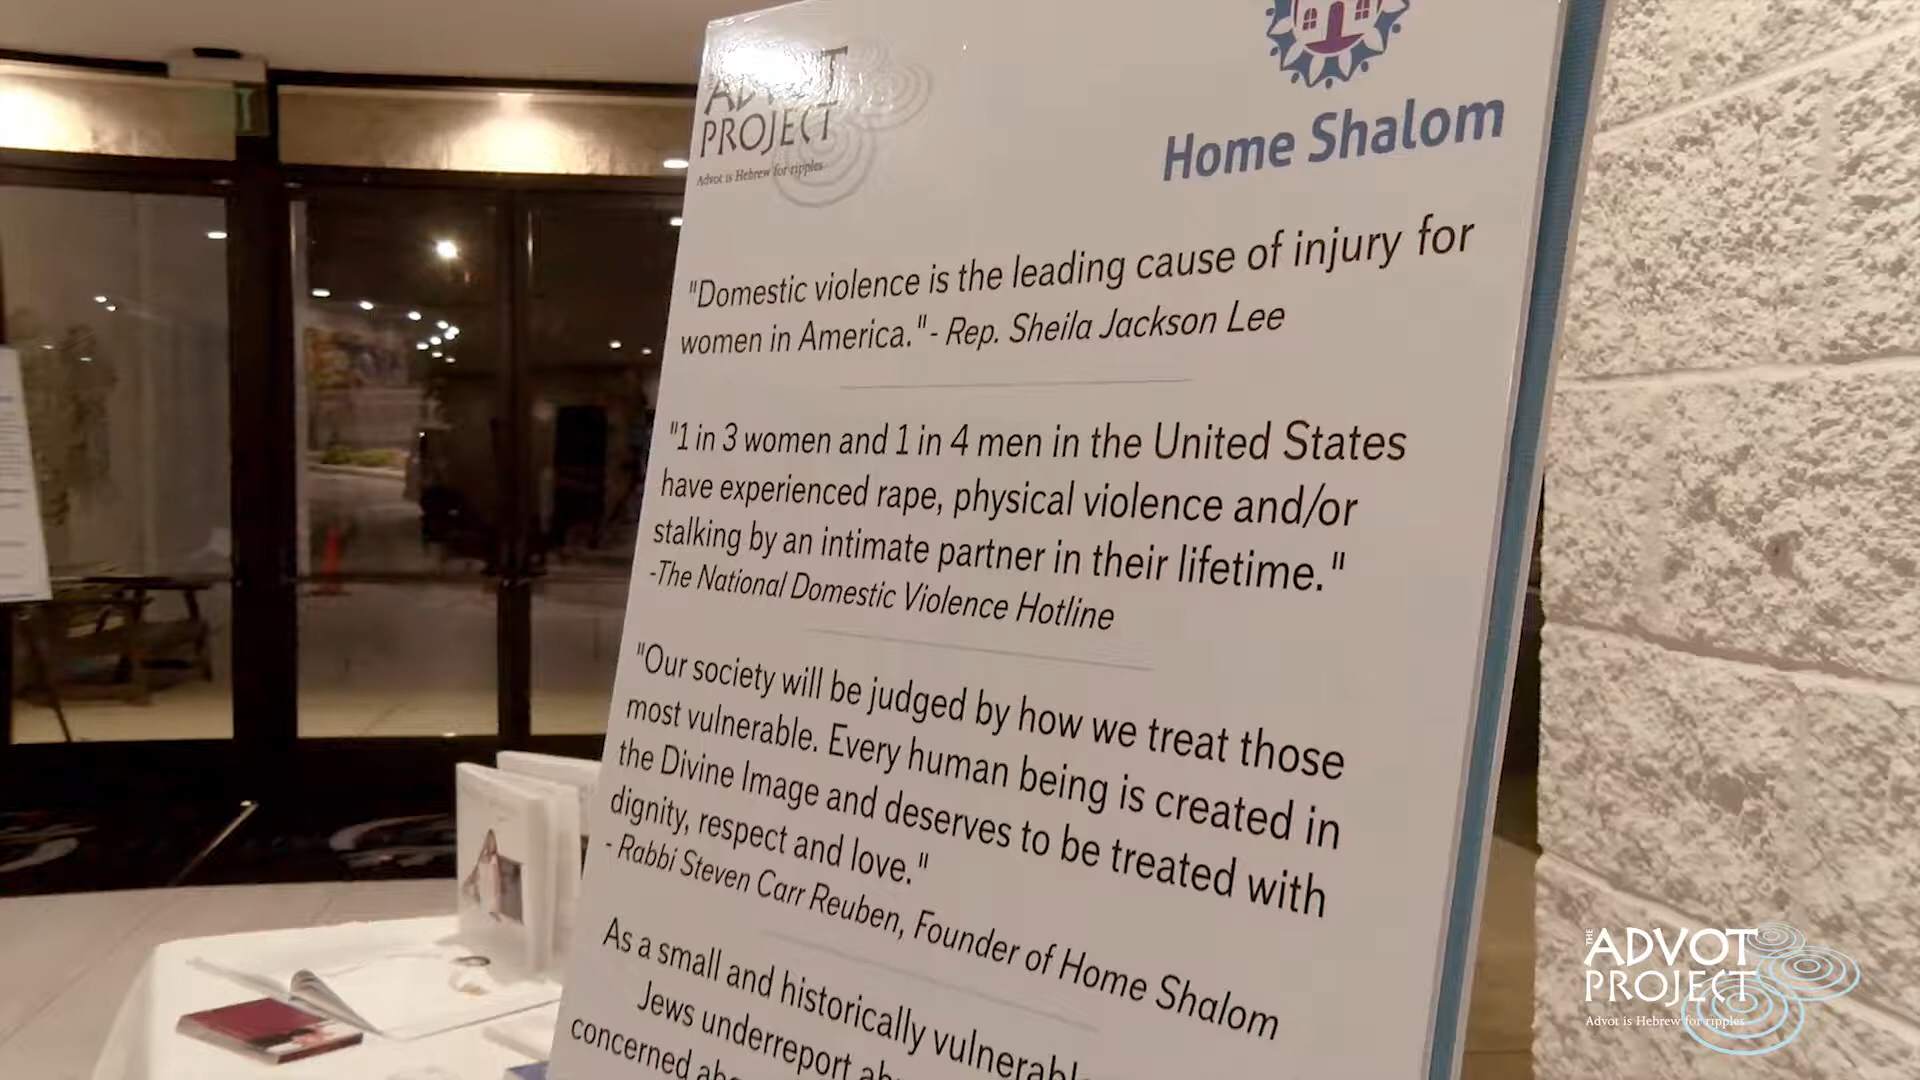 THE
ADVOT
PROJECT
Advot is Hebrew for ripples
Home Shalom
"Domestic violence is the leading cause of injury for
women in America." - Rep. Sheila Jackson Lee
"1 in 3 women and 1 in 4 men in the United States
have experienced rape, physical violence and/or
stalking by an intimate partner in their lifetime."
-The National Domestic Violence Hotline
"Our society will be judged by how we treat those
most vulnerable. Every human being is created in
the Divine Image and deserves to be treated with
dignity, respect and love."
- Rabbi Steven Carr Reuben, Founder of Home Shalom
As a small and historically
Jews underreport
concerned
THE
ADVOT
PROJECT
Advot is Hebrew for ripples